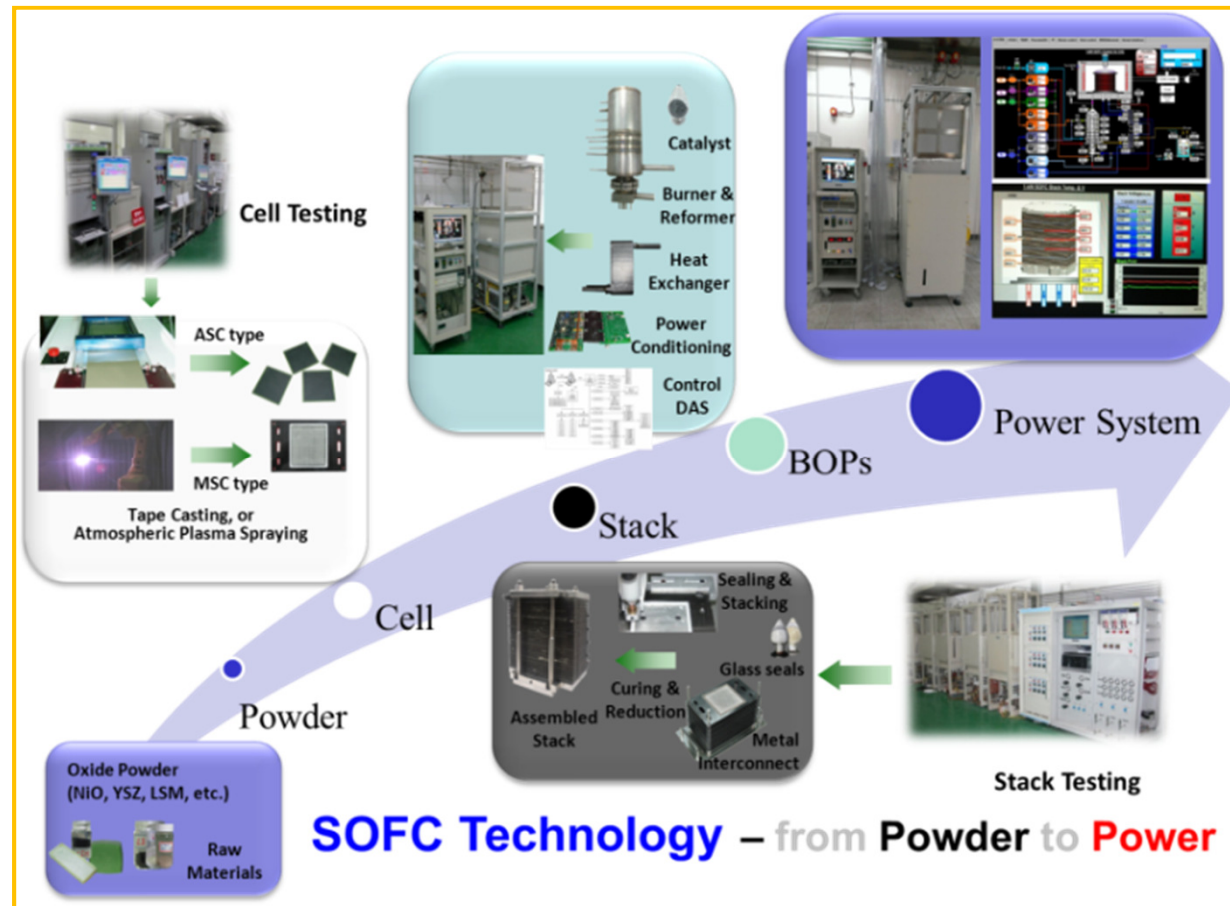 Cell Testing
ASC type
MSC type
Tape Casting, or
Atmospheric Plasma Spraying
Catalyst
Burner &
Reformer
Heat
Exchanger
Power
Conditioning
Control
DAS
Power System
BOPs
Stack
Cell
Powder
Sealing &
Stacking
Glass seals
Curing &
Reduction
Assembled
Stack
Metal
Interconnect
Stack Testing
Oxide Powder
(NiO, YSZ, LSM, etc.)
Raw
Materials
SOFC Technology – from Powder to Power